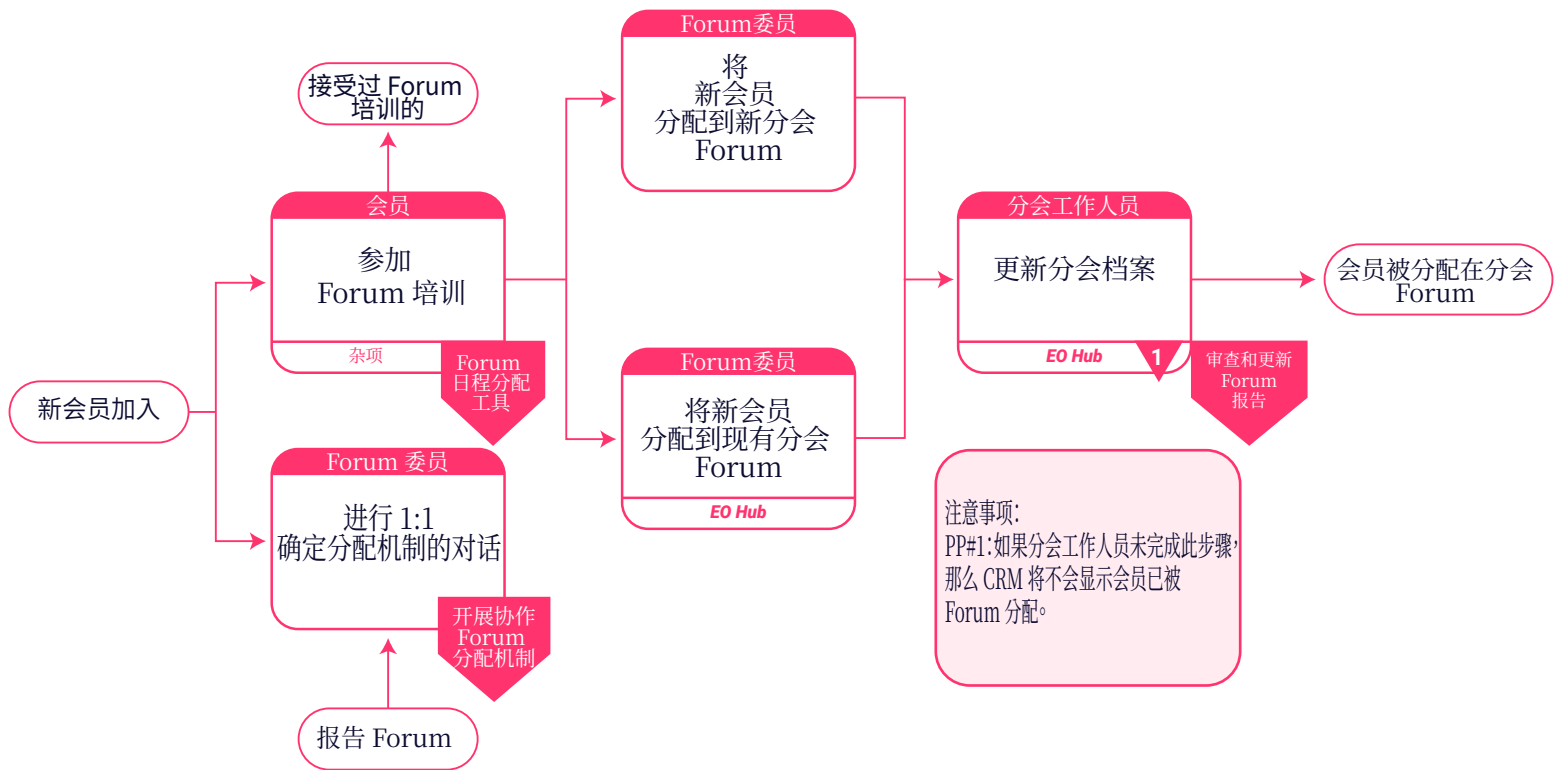 新会员加入
接受过 Forum
培训的
会员
参加
Forum 培训
杂项
Forum
日程分配
工具
Forum 委员
进行 1:1
确定分配机制的对话
开展协作
Forum
分配机制
报告 Forum
Forum委员
将
新会员
分配到新分会
Forum
Forum委员
将新会员
分配到现有分会
Forum
EO Hub
分会工作人员
更新分会档案
EO Hub
1
审查和更新
Forum
报告
会员被分配在分会
Forum
注意事项：
PP#1：如果分会工作人员未完成此步骤，
那么 CRM 将不会显示会员已被
Forum 分配。